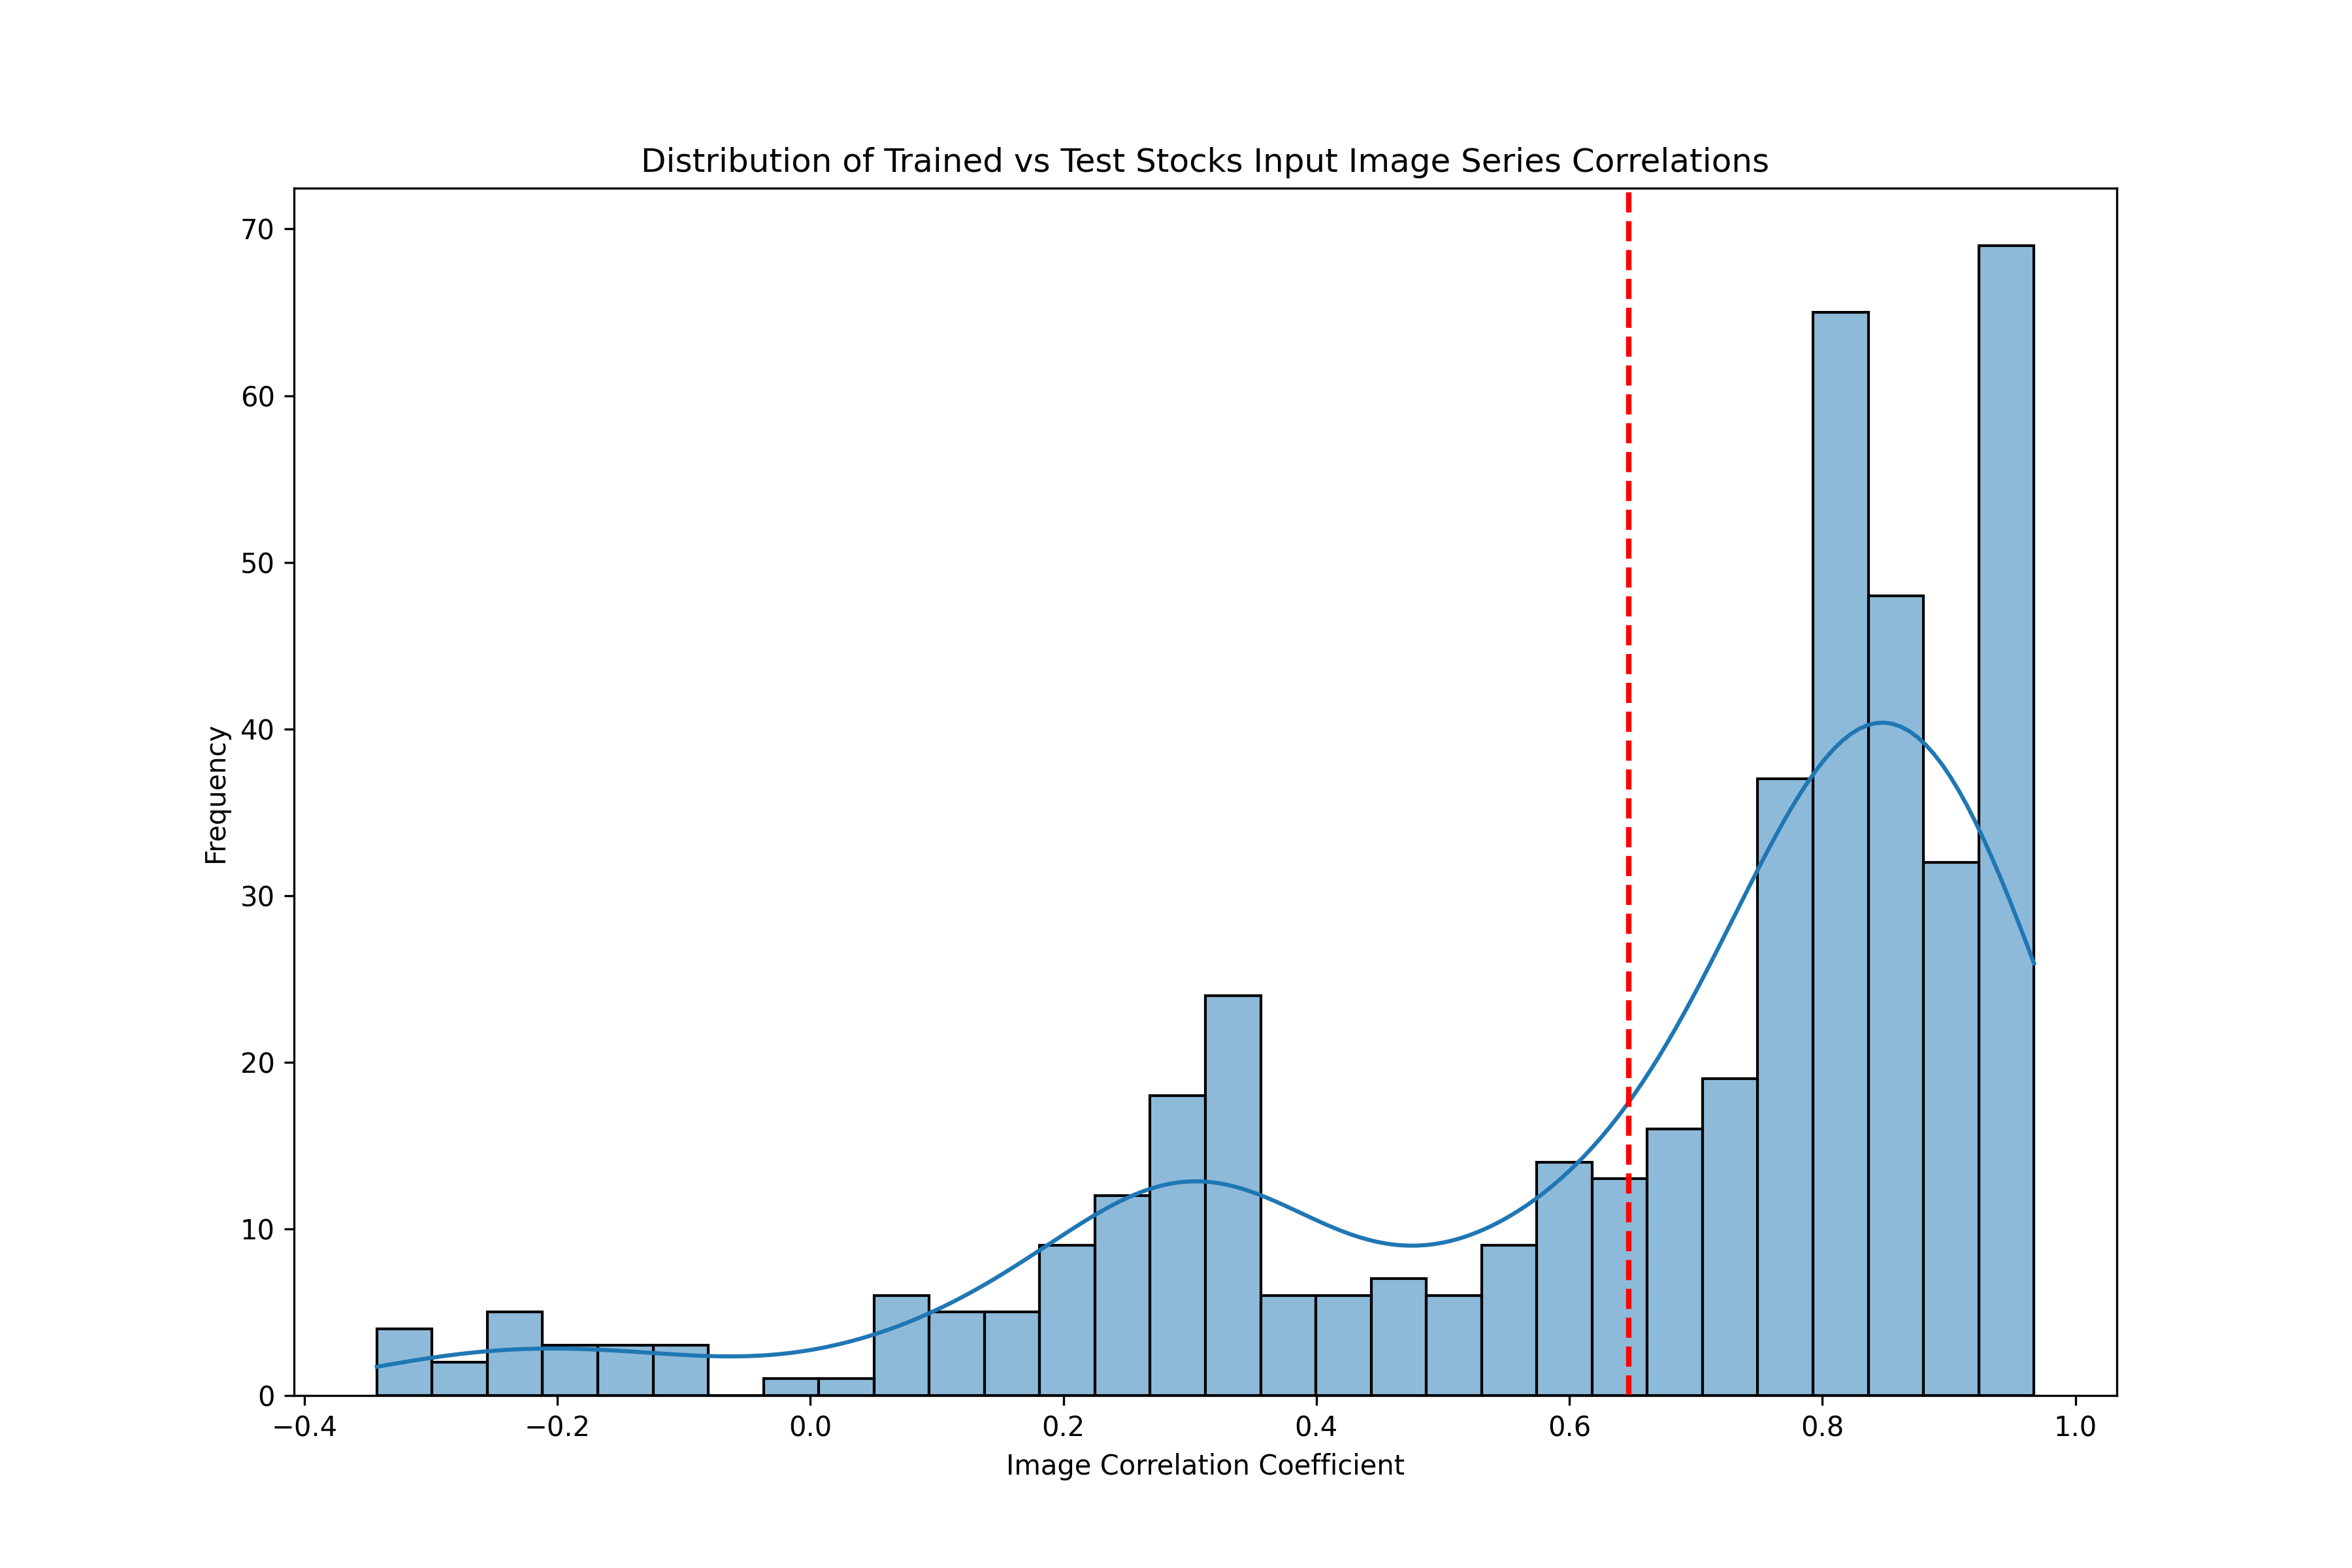 Distribution of Trained vs Test Stocks Input Image Series Correlations
70
60
50
40
30
20
10
0
Frequency
−0.4 −0.2 0.0 0.2 0.4 0.6 0.8 1.0
Image Correlation Coefficient